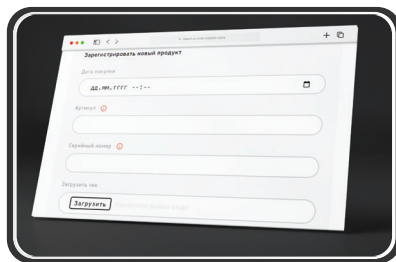 Зарегистрировать новый продукт
Дата покупки
дд.мм.гггг --:--
Артикул
Серийный номер
Загрузить чек
Загрузить